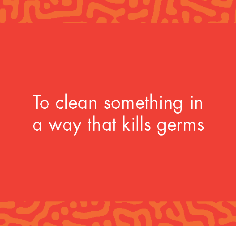 To clean something in
a way that kills germs